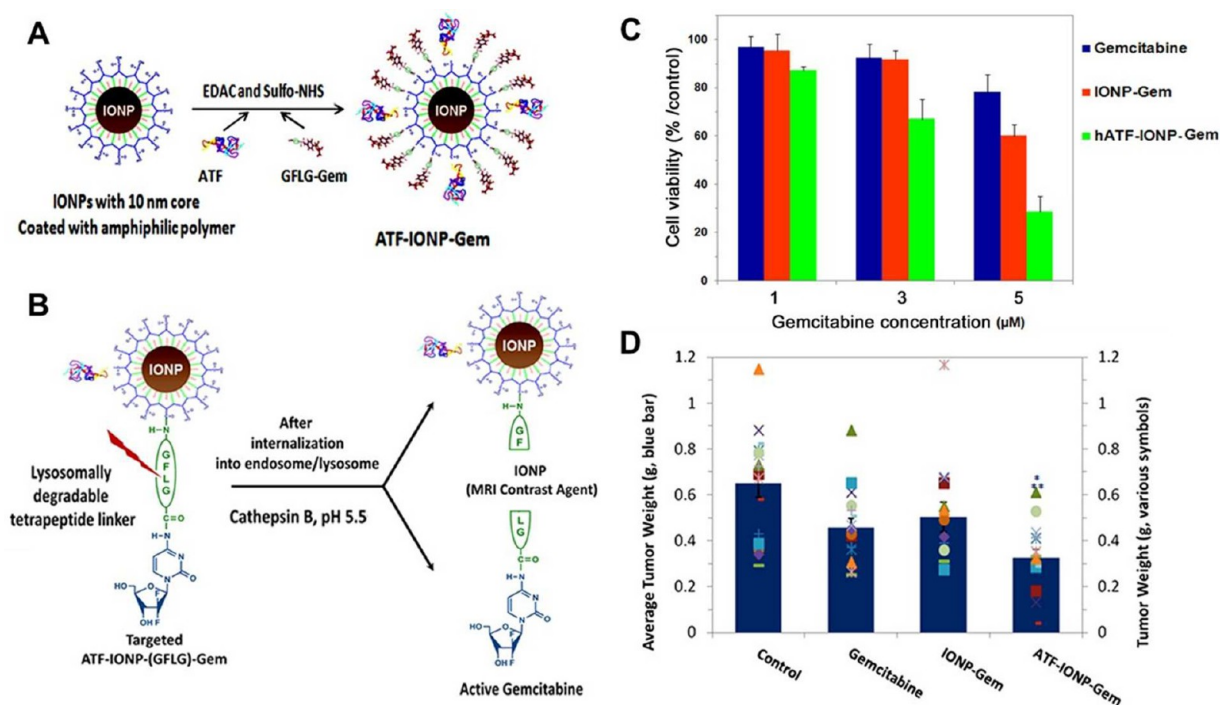 A
IONP
EDAC and Sulfo-NHS
ATF
GFLG-Gem
IONPs with 10 nm core
Coated with amphiphilic polymer
IONP
ATF-IONP-Gem
B
IONP
H-N
G
F
L
G
C=O
H-N
N
N
O
HO
O
F
OH
F
Lysosomally
degradable
tetrapeptide linker
Targeted
ATF-IONP-(GFLG)-Gem
After
internalization
into endosome/lysosome
Cathepsin B, pH 5.5
IONP
H-N
G
F
IONP
(MRI Contrast Agent)
L
G
C=O
H-N
N
N
O
HO
O
F
OH
F
Active Gemcitabine
C
Cell viability (% /control)
100
80
60
40
20
0
1
3
5
Gemcitabine concentration (µM)
Gemcitabine
IONP-Gem
hATF-IONP-Gem
D
Average Tumor Weight (g, blue bar)
1.2
1
0.8
0.6
0.4
0.2
0
Control
Gemcitabine
IONP-Gem
ATF-IONP-Gem
*
**
1.2
1
0.8
0.6
0.4
0.2
0
Tumor Weight (g, various symbols)